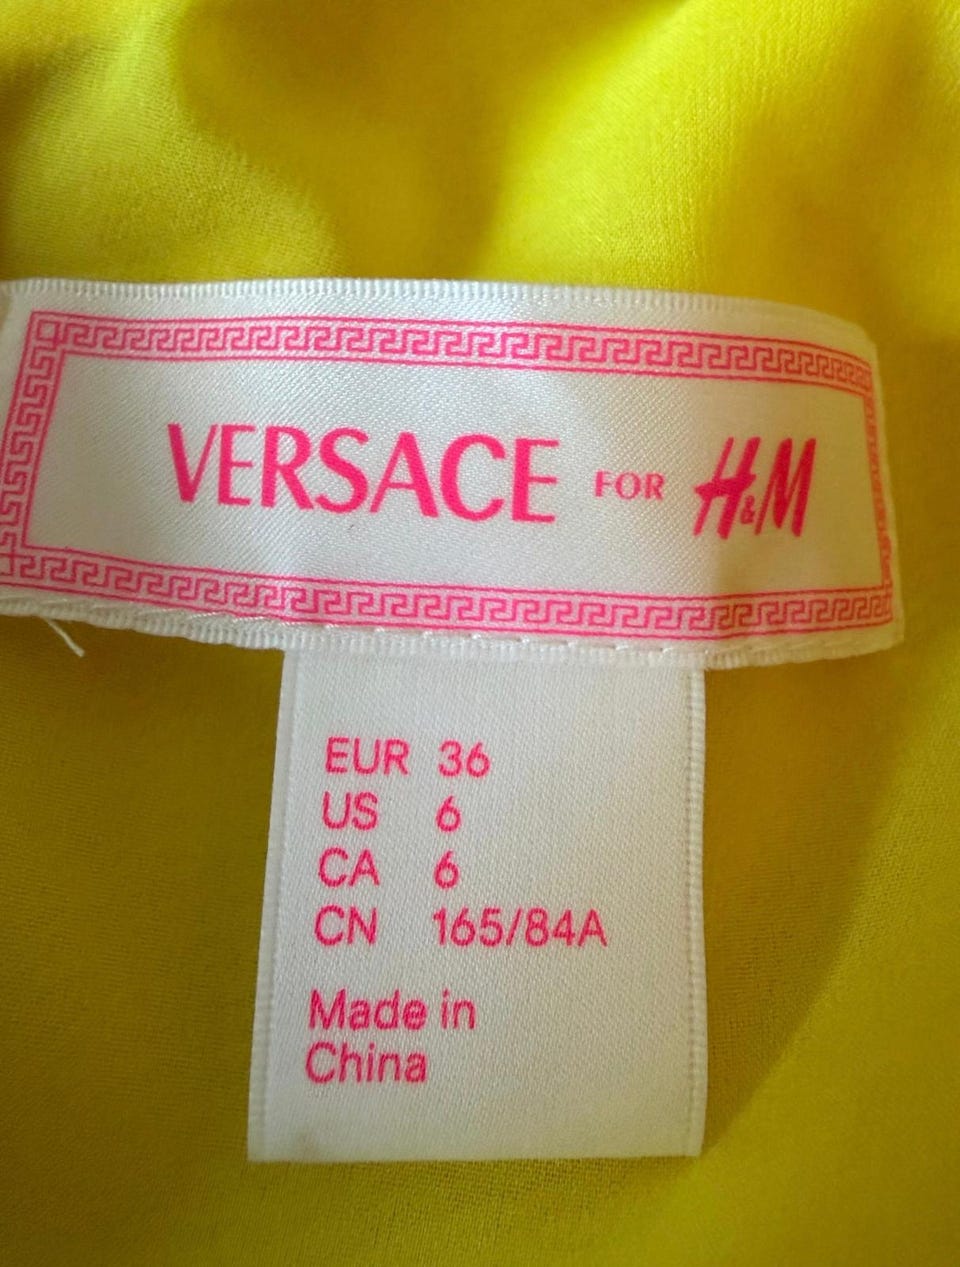 VERSACE FOR H&M
EUR 36
US 6
CA 6
CN 165/84A
Made in
China